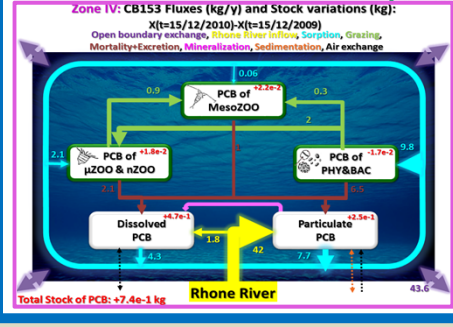 Zone IV: CB153 Fluxes (kg/y) and Stock variations (kg):
X(t=15/12/2010)-X(t=15/12/2009)
Open boundary exchange, Rhone River inflow, Sorption, Grazing,
Mortality+Excretion, Mineralization, Sedimentation, Air exchange
0.06
+2.2e-2
PCB of
MesoZOO
0.9
0.3
2
2.1
+1.8e-2
PCB of
µZOO & nZOO
-1.7e-2
PCB of
PHY&BAC
9.8
2.1
6.5
+4.7e-1
Dissolved
PCB
+2.5e-1
Particulate
PCB
1.8
42
4.3
7.7
Rhone River
43.6
Total Stock of PCB: +7.4e-1 kg